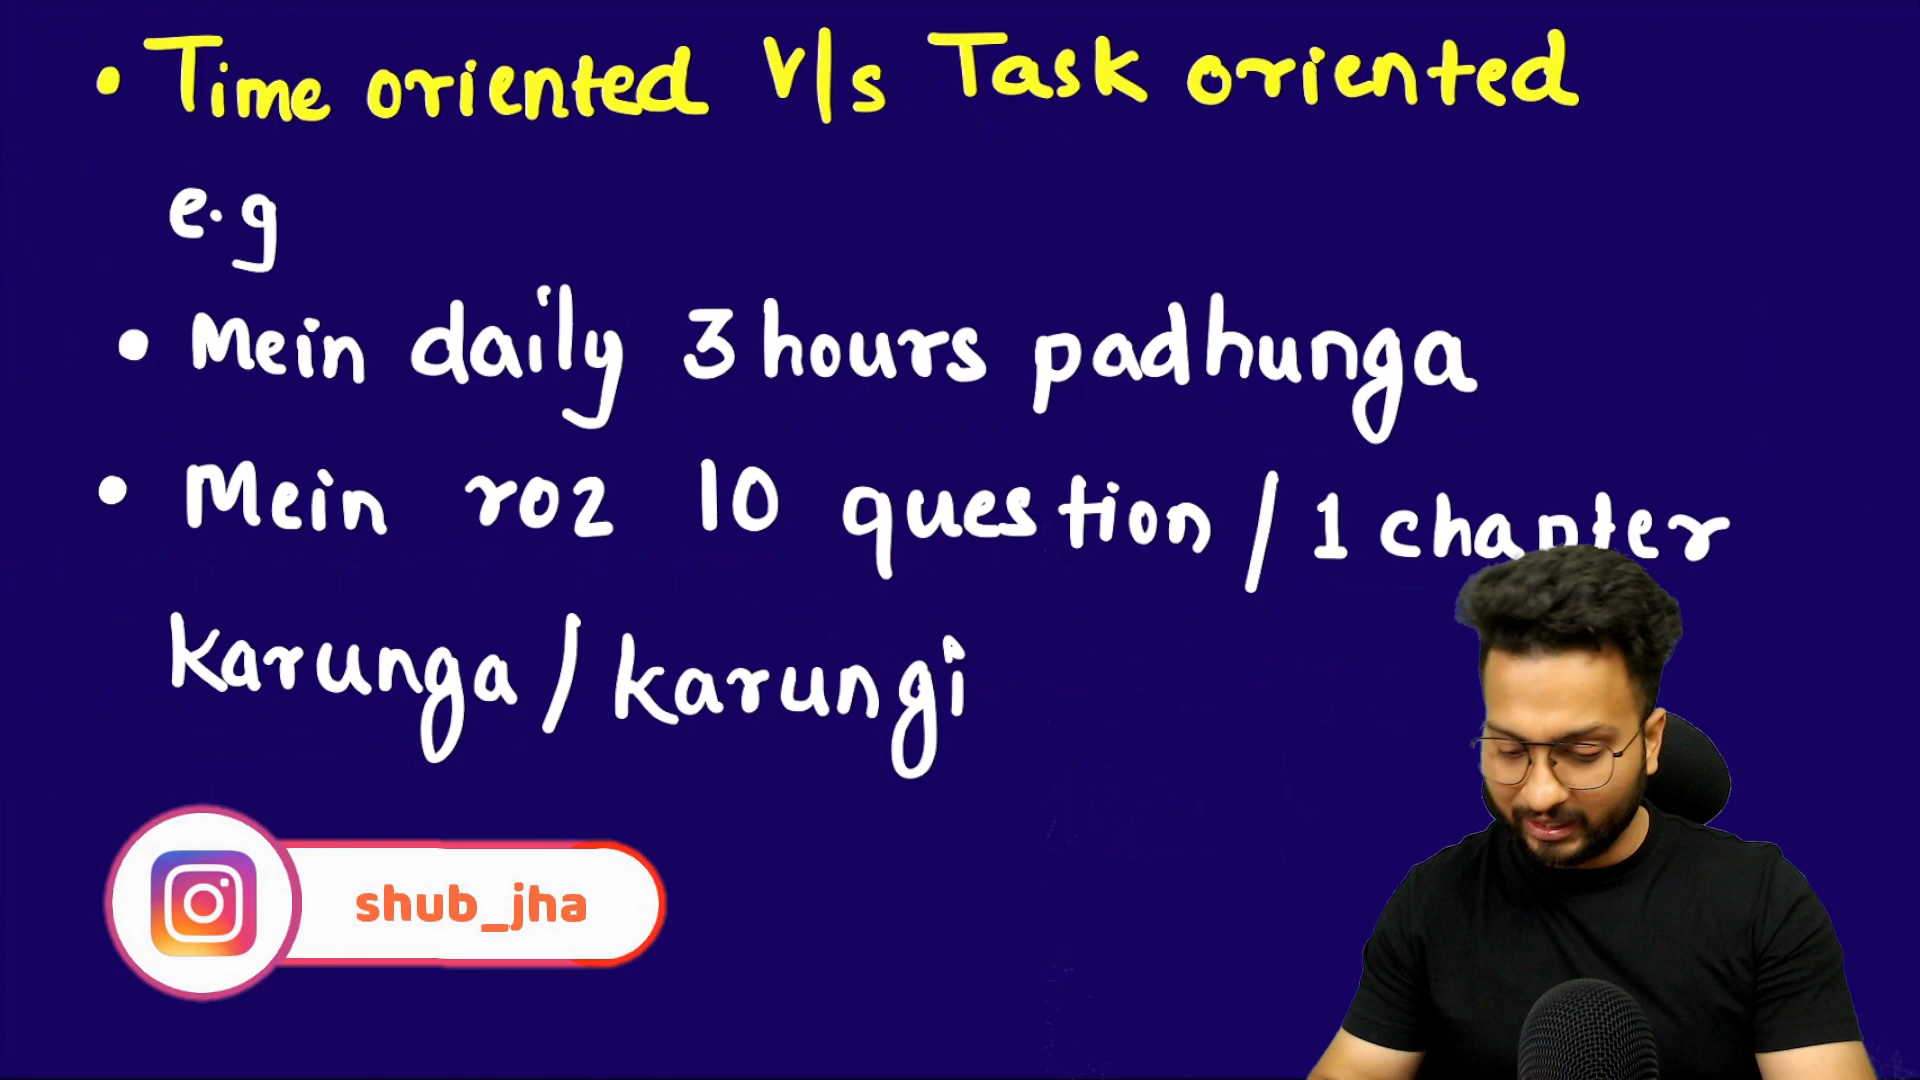 • Time oriented V/s Task oriented
e.g
• Mein daily 3 hours padhunga
• Mein roz 10 question / 1 chapter
karunga / karungi
shub_jha